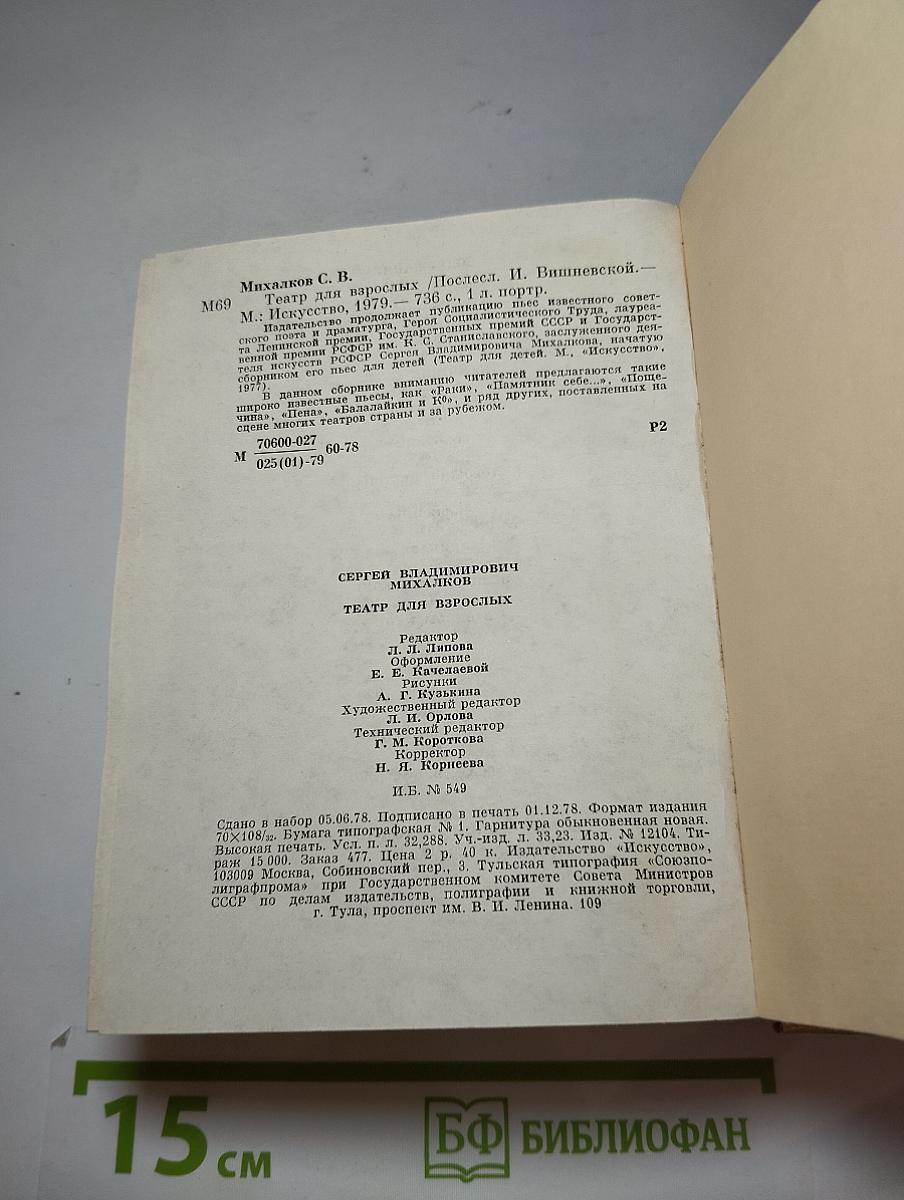 Михалков С. В.
М69 Театр для взрослых /Послесл. И. Вишневской.—
М.: Искусство, 1979.— 736 с., 1 л. портр.
Издательство продолжает публикацию пьес известного совет-
ского поэта и драматурга, Героя Социалистического Труда, лауреа-
та Ленинской премии, Государственных премий СССР и Государст-
венной премии РСФСР им. К. С. Станиславского, заслуженного дея-
теля искусств РСФСР Сергея Владимировича Михалкова, начатую
сборником его пьес для детей (Театр для детей. М., «Искусство»,
1977).
В данном сборнике вниманию читателей предлагаются такие
широко известные пьесы, как «Раки», «Памятник себе...», «Поще-
чина», «Пена», «Балалайкин и К⁰», и ряд других, поставленных на
сцене многих театров страны и за рубежом.
М 70600-027 60-78 Р2
025(01)-79
СЕРГЕЙ ВЛАДИМИРОВИЧ
МИХАЛКОВ
ТЕАТР ДЛЯ ВЗРОСЛЫХ
Редактор
Л. Л. Липова
Оформление
Е. Е. Качелаевой
Рисунки
А. Г. Кузькина
Художественный редактор
Л. И. Орлова
Технический редактор
Г. М. Короткова
Корректор
Н. Я. Корнеева
И.Б. № 549
Сдано в набор 05.06.78. Подписано в печать 01.12.78. Формат издания
70×108/32. Бумага типографская № 1. Гарнитура обыкновенная новая.
Высокая печать. Усл. п. л. 32,288. Уч.-изд. л. 33,23. Изд. № 12104. Ти-
раж 15 000. Заказ 477. Цена 2 р. 40 к. Издательство «Искусство»,
103009 Москва, Собиновский пер., 3. Тульская типография «Союзпо-
лиграфпрома» при Государственном комитете Совета Министров
СССР по делам издательств, полиграфии и книжной торговли,
г. Тула, проспект им. В. И. Ленина. 109
15 см БФ БИБЛИОФАН